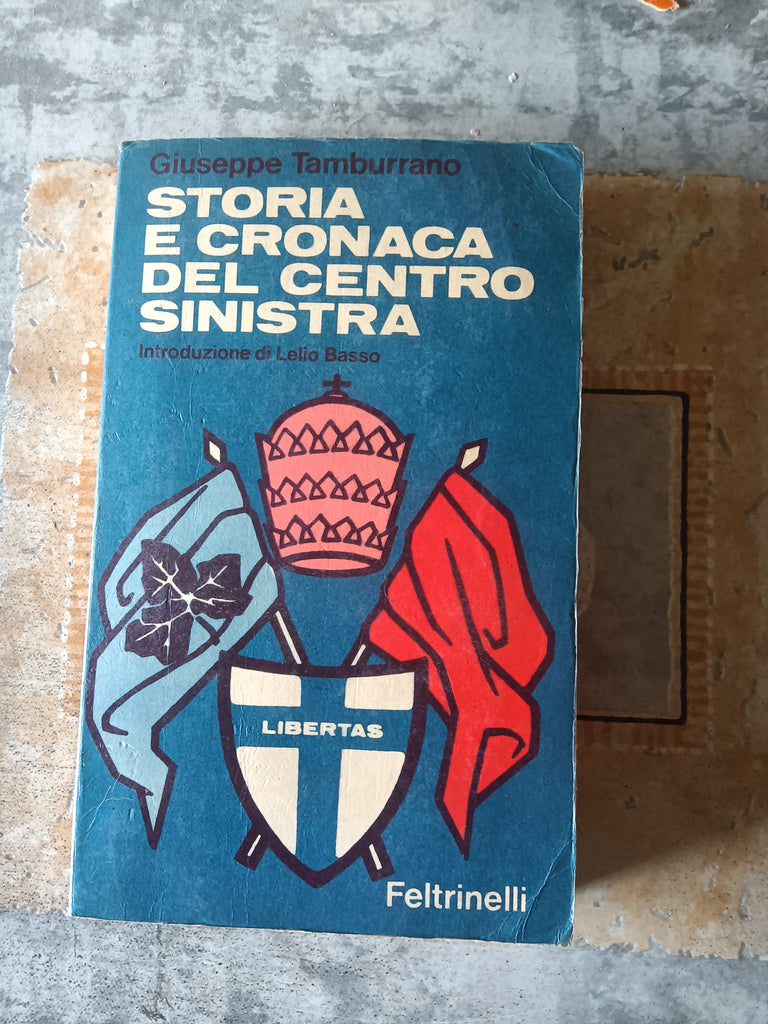 Giuseppe Tamburrano
STORIA
E CRONACA
DEL CENTRO
SINISTRA
Introduzione di Lelio Basso
LIBERTAS
Feltrinelli